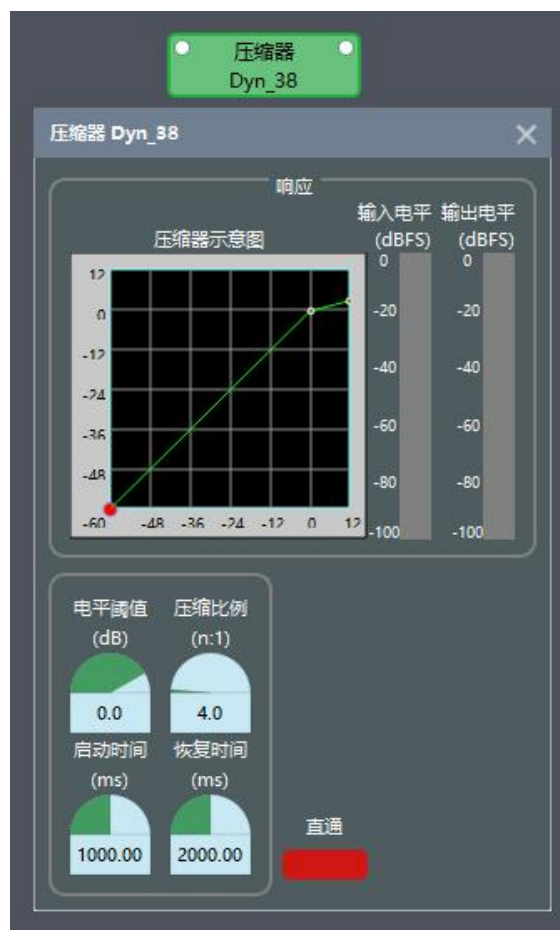 压缩器
Dyn_38
压缩器 Dyn_38
响应
输入电平 输出电平
压缩器示意图 (dBFS) (dBFS)
12
0
-12
-24
-36
-48
-60 -48 -36 -24 -12 0 12
0 0
-20 -20
-40 -40
-60 -60
-80 -80
-100 -100
电平阈值 压缩比例
(dB) (n:1)
0.0 4.0
启动时间 恢复时间
(ms) (ms)
1000.00 2000.00
直通